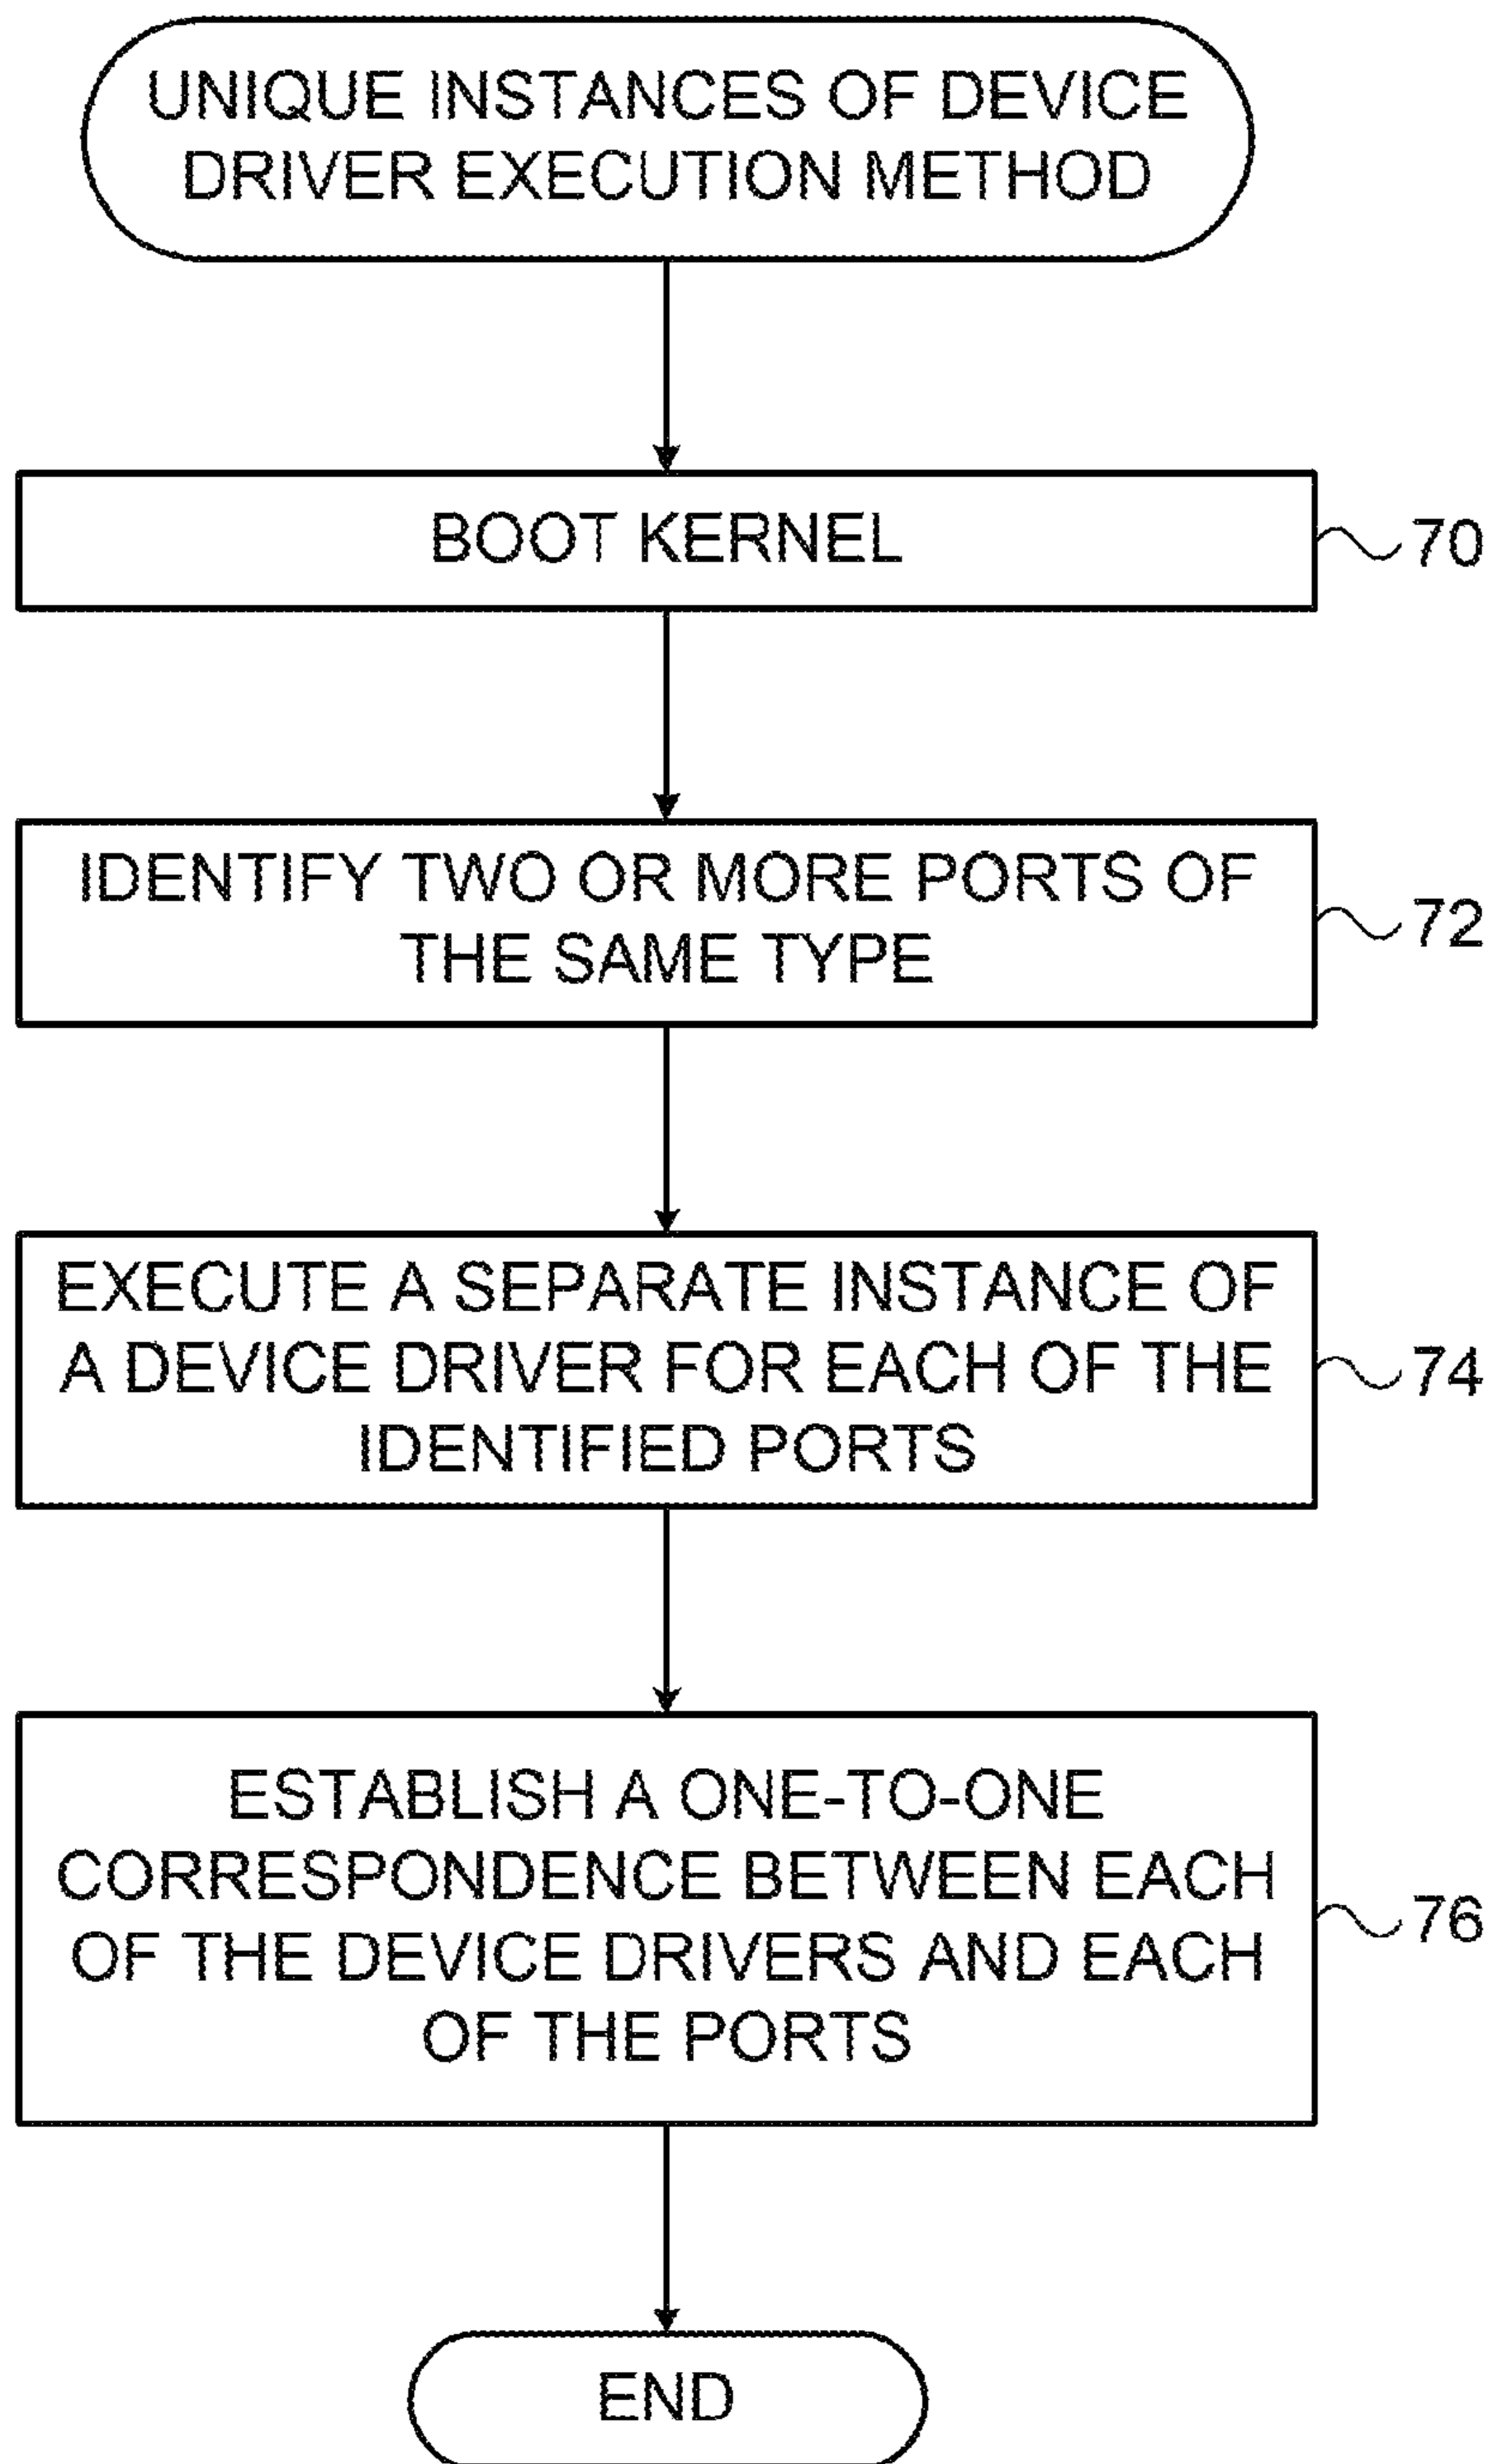 UNIQUE INSTANCES OF DEVICE
DRIVER EXECUTION METHOD
BOOT KERNEL
70
IDENTIFY TWO OR MORE PORTS OF
THE SAME TYPE
72
EXECUTE A SEPARATE INSTANCE OF
A DEVICE DRIVER FOR EACH OF THE
IDENTIFIED PORTS
74
ESTABLISH A ONE-TO-ONE
CORRESPONDENCE BETWEEN EACH
OF THE DEVICE DRIVERS AND EACH
OF THE PORTS
76
END